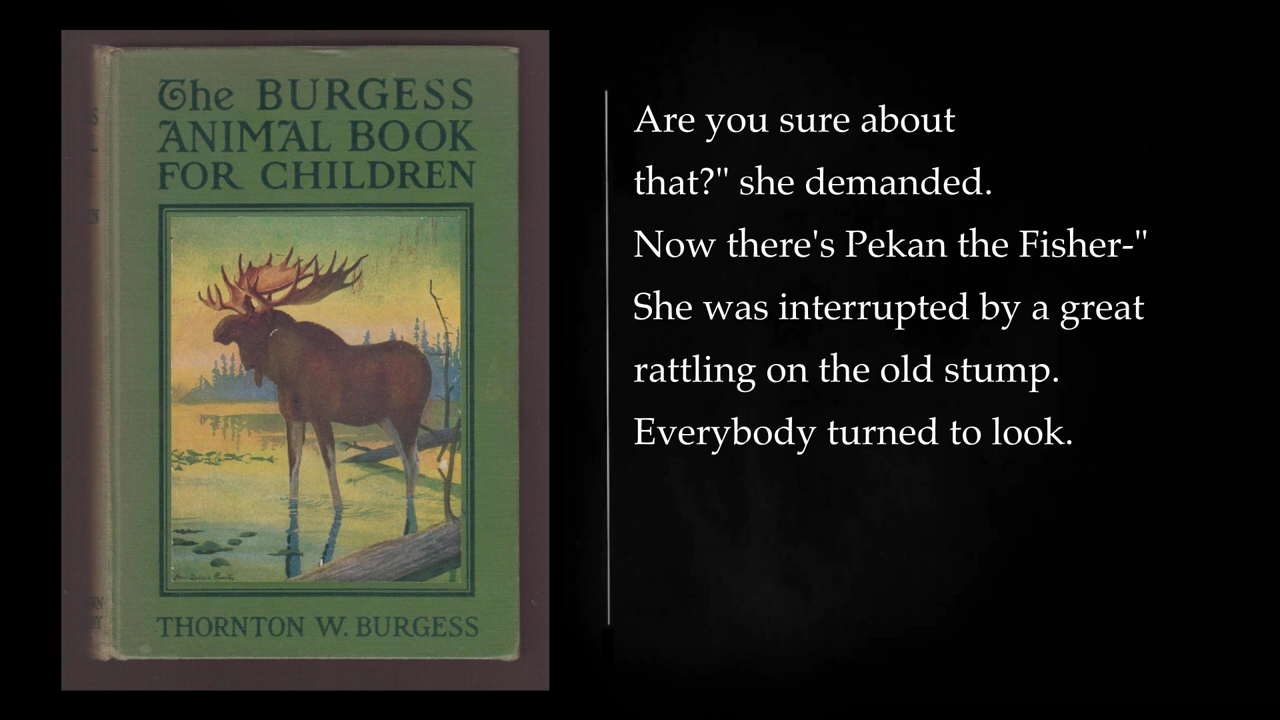 The BURGESS
ANIMAL BOOK
FOR CHILDREN
THORNTON W. BURGESS
Are you sure about
that?" she demanded.
Now there's Pekan the Fisher-"
She was interrupted by a great
rattling on the old stump.
Everybody turned to look.